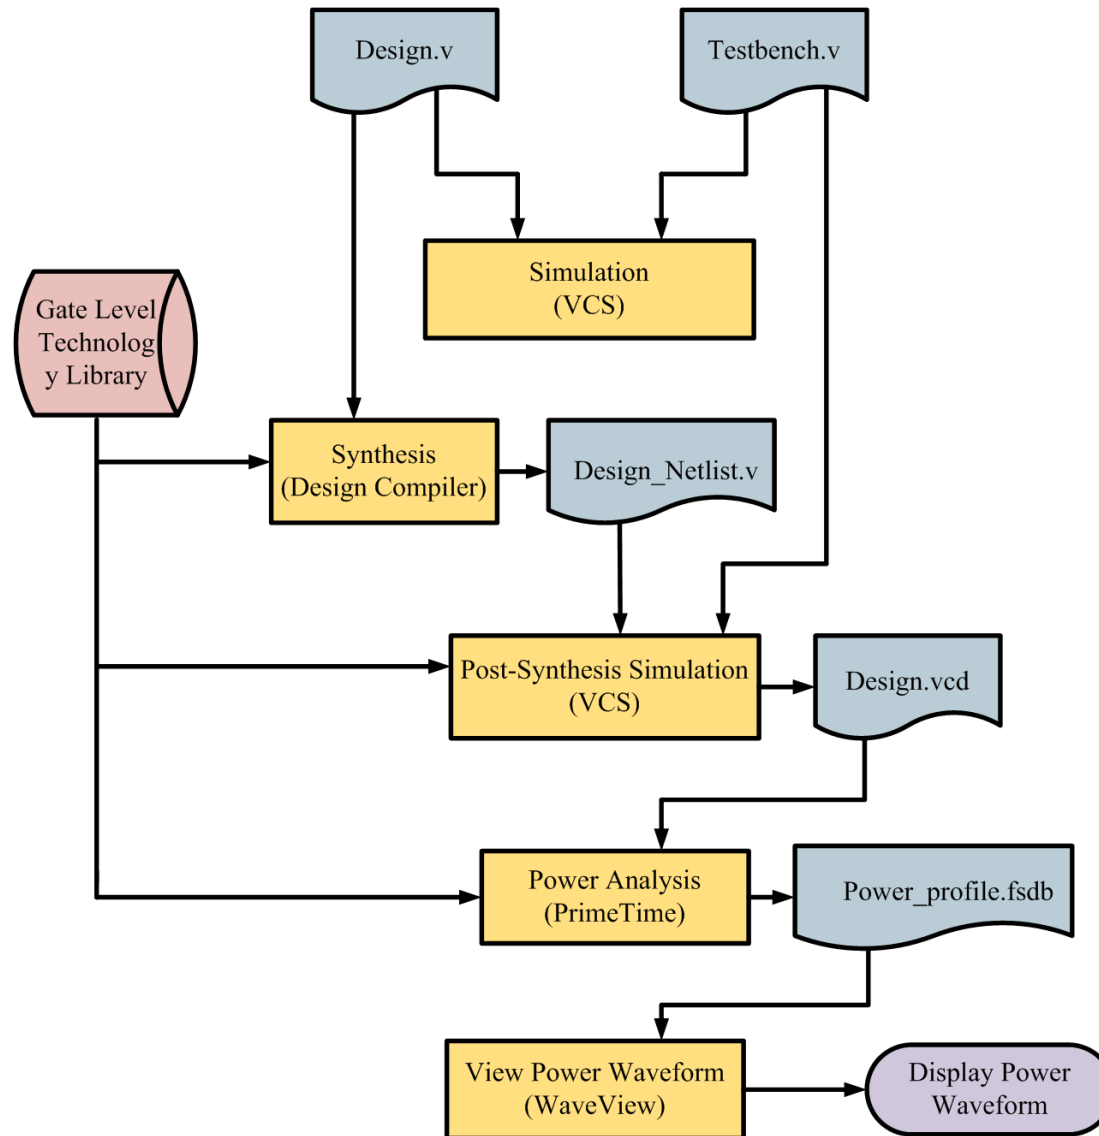 Design.v
Testbench.v
Simulation
(VCS)
Gate Level
Technolog
y Library
Synthesis
(Design Compiler)
Design_Netlist.v
Post-Synthesis Simulation
(VCS)
Design.vcd
Power Analysis
(PrimeTime)
Power_profile.fsdb
View Power Waveform
(WaveView)
Display Power
Waveform